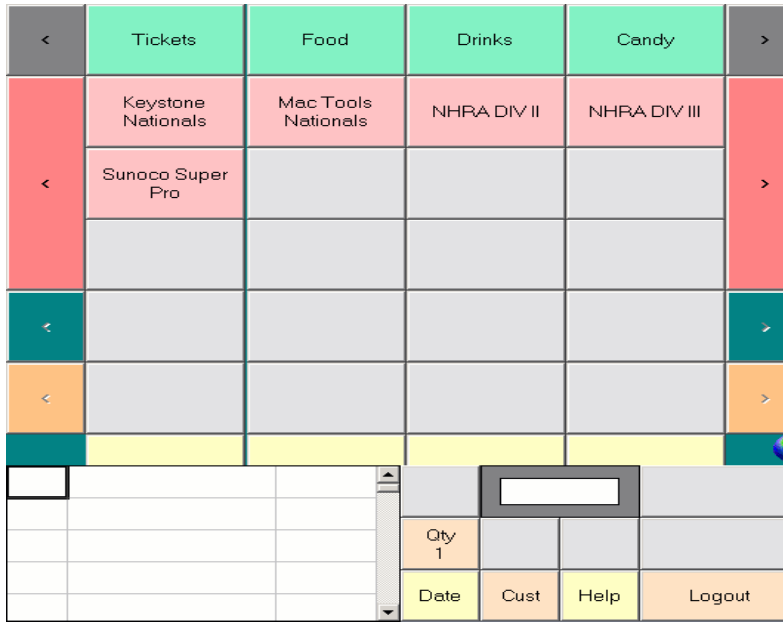 < Tickets Food Drinks Candy >
Keystone Nationals
Mac Tools Nationals
NHRA DIV II
NHRA DIV III
< Sunoco Super Pro >
< >
< >
Qty
1
Date Cust Help Logout